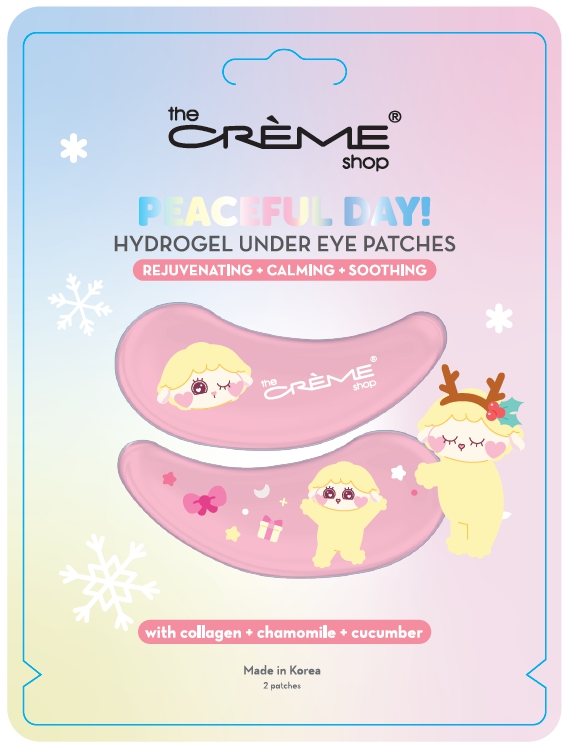 the
CRÈME®
shop
PEACEFUL DAY!
HYDROGEL UNDER EYE PATCHES
REJUVENATING + CALMING + SOOTHING
the
CRÈME®
shop
with collagen + chamomile + cucumber
Made in Korea
2 patches